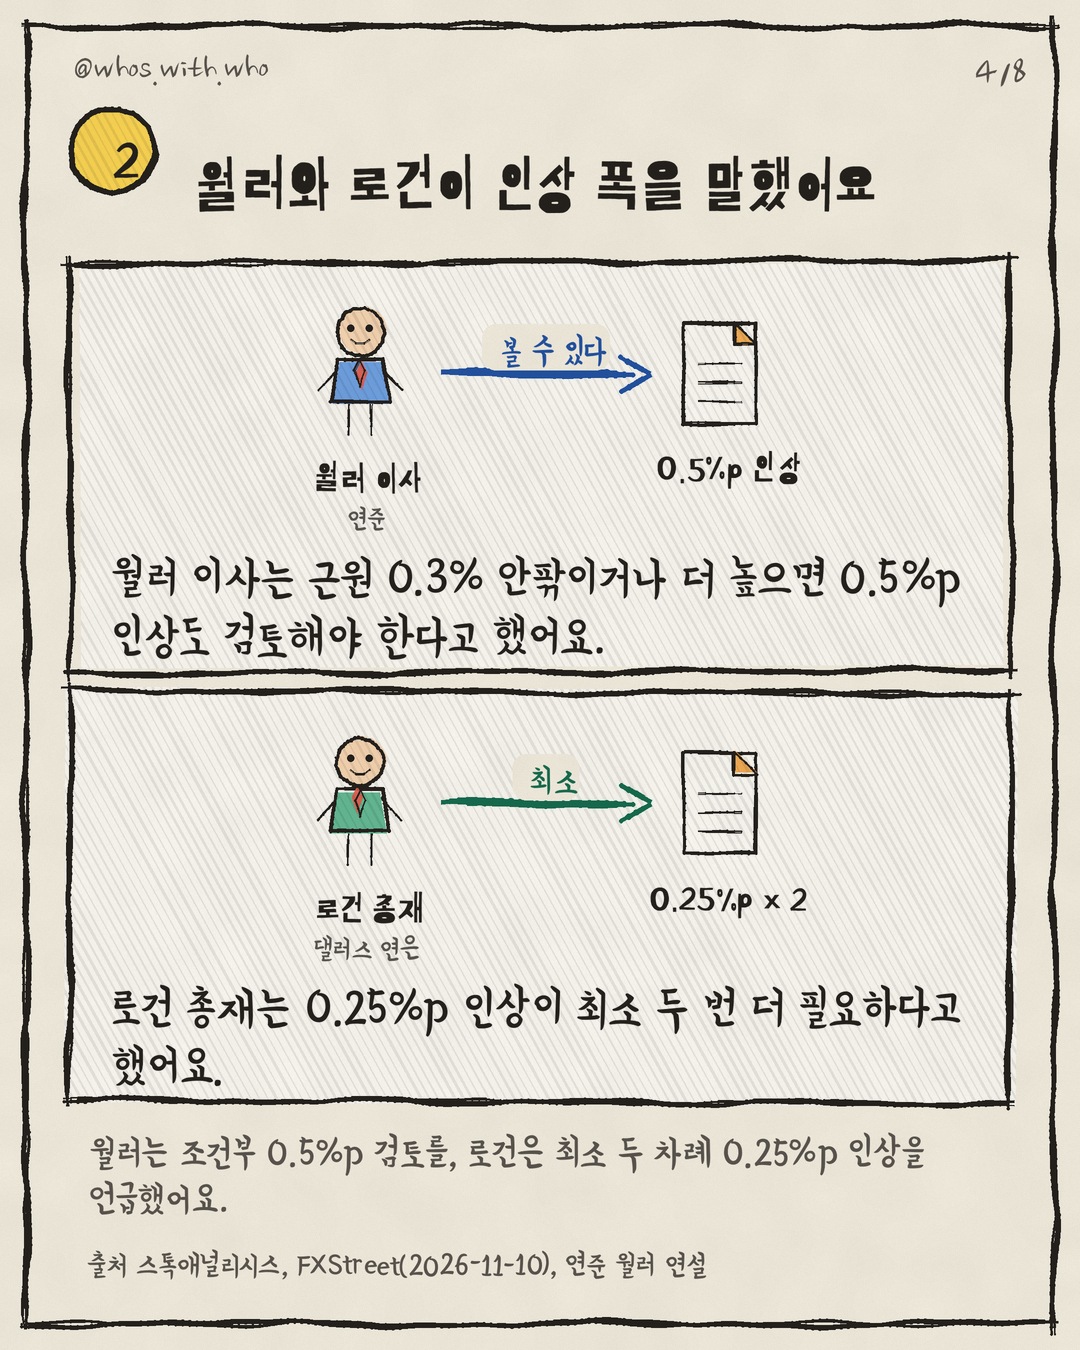 @whos.with.who
4/8
2
월러와 로건이 인상 폭을 말했어요
볼 수 있다
월러 이사
연준
0.5%p 인상
월러 이사는 근원 0.3% 안팎이거나 더 높으면 0.5%p
인상도 검토해야 한다고 했어요.
최소
로건 총재
댈러스 연은
0.25%p x 2
로건 총재는 0.25%p 인상이 최소 두 번 더 필요하다고
했어요.
월러는 조건부 0.5%p 검토를, 로건은 최소 두 차례 0.25%p 인상을
언급했어요.
출처 스톡애널리시스, FXStreet(2026-11-10), 연준 월러 연설